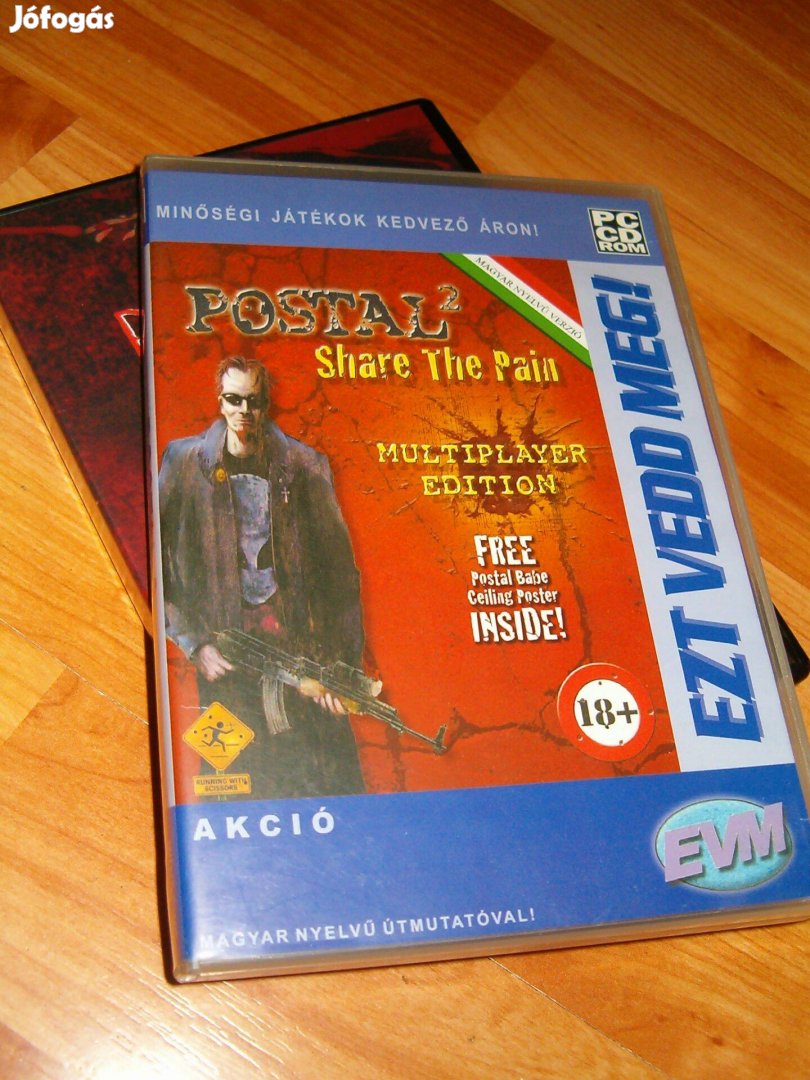 Jófogás
MINŐSÉGI JÁTÉKOK KEDVEZŐ ÁRON!
PC
CD
ROM
MAGYAR NYELVŰ VERZIÓ
POSTAL²
Share The Pain
MULTIPLAYER
EDITION
FREE
Postal Babe
Ceiling Poster
INSIDE!
18+
EZT VEDD MEG!
RUNNING WITH
SCISSORS
AKCIÓ
EVM
MAGYAR NYELVŰ ÚTMUTATÓVAL!